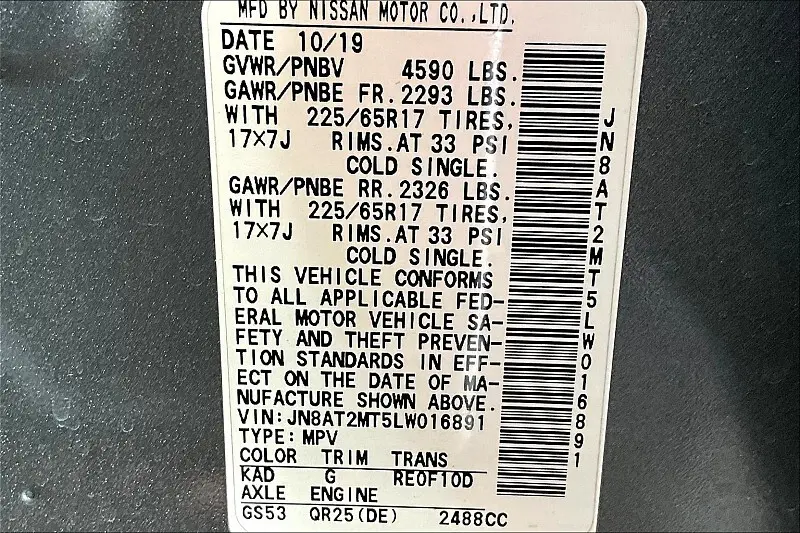 MFD BY NISSAN MOTOR CO.,LTD.
DATE 10/19
GVWR/PNBV 4590 LBS.
GAWR/PNBE FR. 2293 LBS.
WITH 225/65R17 TIRES,
17×7J RIMS.AT 33 PSI
COLD SINGLE.
GAWR/PNBE RR. 2326 LBS.
WITH 225/65R17 TIRES,
17×7J RIMS.AT 33 PSI
COLD SINGLE.
THIS VEHICLE CONFORMS
TO ALL APPLICABLE FED-
ERAL MOTOR VEHICLE SA-
FETY AND THEFT PREVEN-
TION STANDARDS IN EFF-
ECT ON THE DATE OF MA-
NUFACTURE SHOWN ABOVE.
VIN:JN8AT2MT5LW016891
TYPE:MPV
COLOR TRIM TRANS
KAD G RE0F10D
AXLE ENGINE
GS53 QR25(DE) 2488CC
JN8AT2MT5LW016891